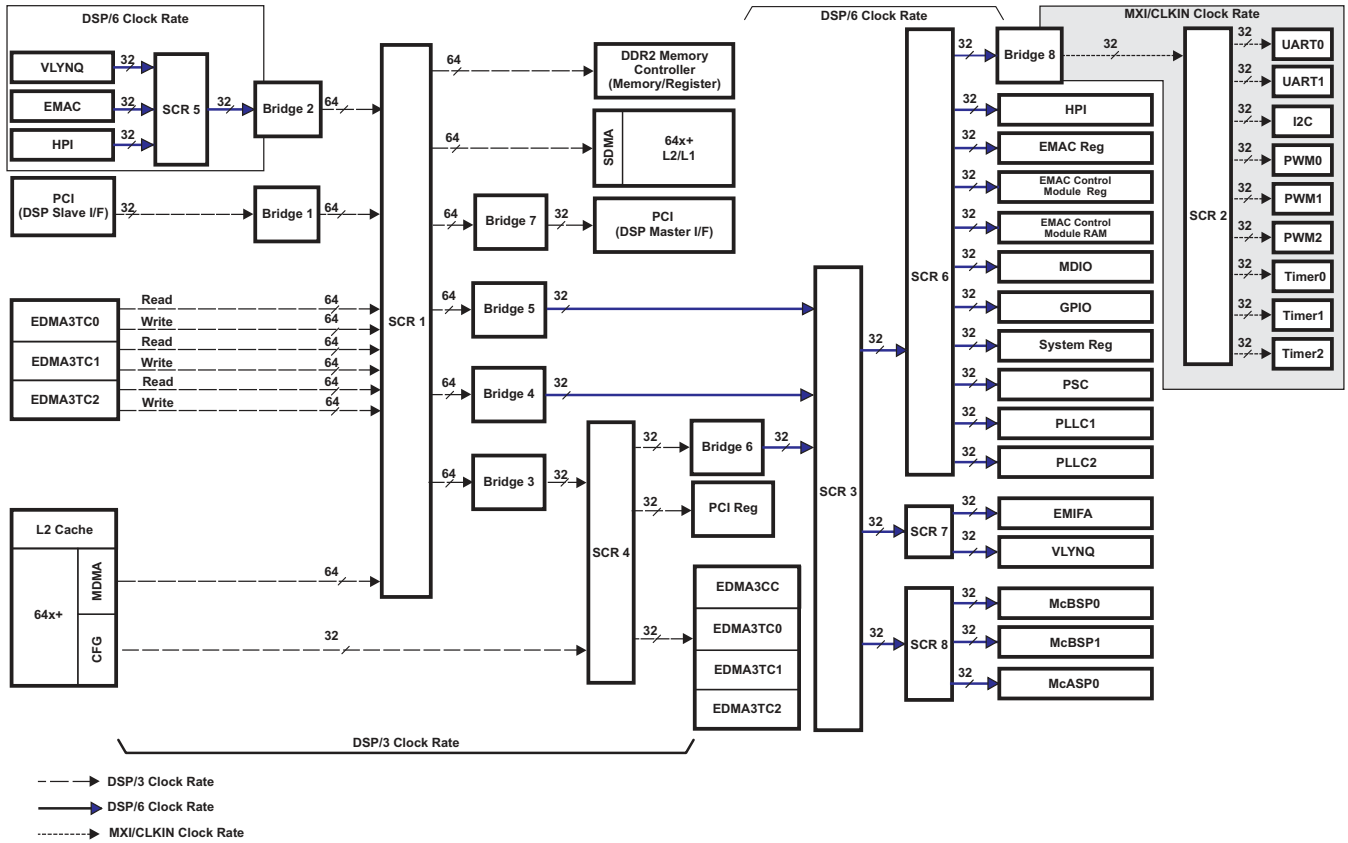 DSP/6 Clock Rate
VLYNQ
32
EMAC
32
HPI
32
SCR 5
32
Bridge 2
64
PCI
(DSP Slave I/F)
32
Bridge 1
64
EDMA3TC0
EDMA3TC1
EDMA3TC2
Read
64
Write
64
Read
64
Write
64
Read
64
Write
64
L2 Cache
64x+
MDMA
CFG
64
32
SCR 1
64
DDR2 Memory
Controller
(Memory/Register)
64
SDMA
64x+
L2/L1
64
Bridge 7
32
PCI
(DSP Master I/F)
64
Bridge 5
32
64
Bridge 4
32
64
Bridge 3
32
SCR 4
32
Bridge 6
32
32
PCI Reg
32
EDMA3CC
EDMA3TC0
EDMA3TC1
EDMA3TC2
SCR 3
32
32
32
DSP/6 Clock Rate
SCR 6
32
Bridge 8
32
32
HPI
32
EMAC Reg
32
EMAC Control
Module Reg
32
EMAC Control
Module RAM
32
MDIO
32
GPIO
32
System Reg
32
PSC
32
PLLC1
32
PLLC2
SCR 7
32
EMIFA
32
VLYNQ
SCR 8
32
McBSP0
32
McBSP1
32
McASP0
MXI/CLKIN Clock Rate
SCR 2
32
UART0
32
UART1
32
I2C
32
PWM0
32
PWM1
32
PWM2
32
Timer0
32
Timer1
32
Timer2
DSP/3 Clock Rate
DSP/3 Clock Rate
DSP/6 Clock Rate
MXI/CLKIN Clock Rate